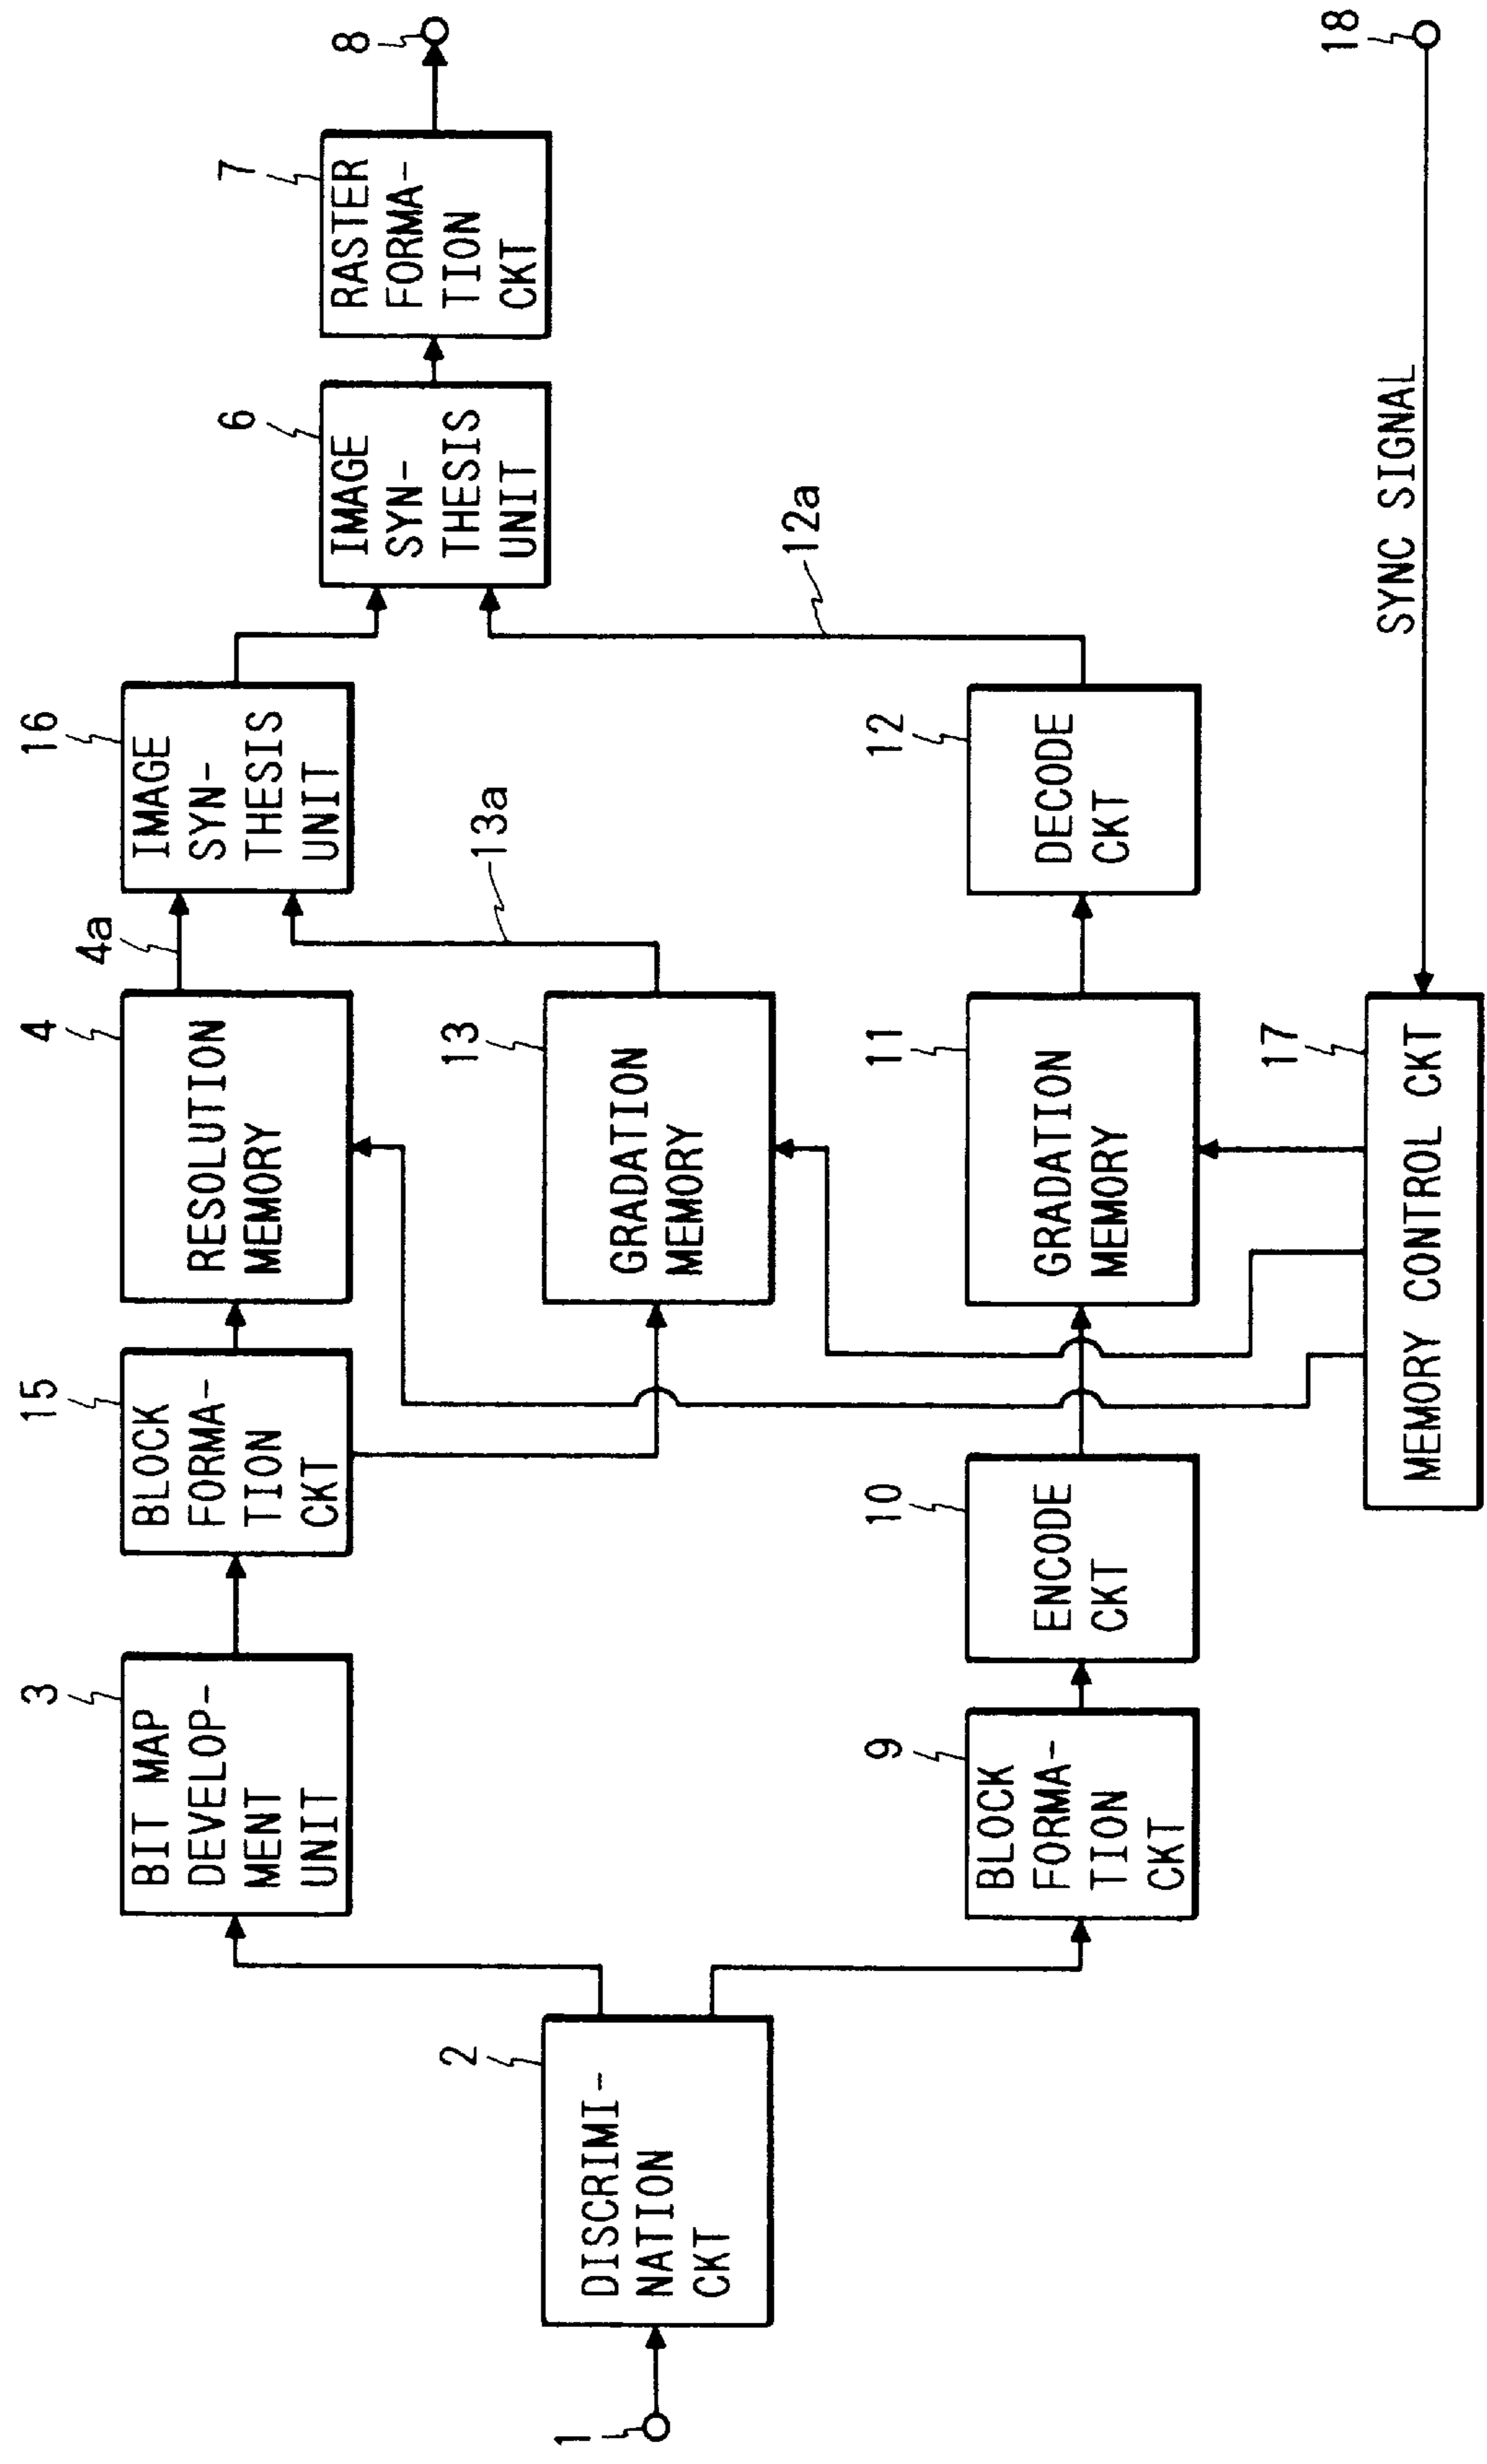 1
2
DISCRIMI-
NATION
CKT
3
BIT MAP
DEVELOP-
MENT
UNIT
15
BLOCK
FORMA-
TION
CKT
4
RESOLUTION
MEMORY
4a
16
IMAGE
SYN-
THESIS
UNIT
13
GRADATION
MEMORY
13a
6
IMAGE
SYN-
THESIS
UNIT
7
RASTER
FORMA-
TION
CKT
8
9
BLOCK
FORMA-
TION
CKT
10
ENCODE
CKT
11
GRADATION
MEMORY
12
DECODE
CKT
12a
17
MEMORY CONTROL CKT
SYNC SIGNAL
18